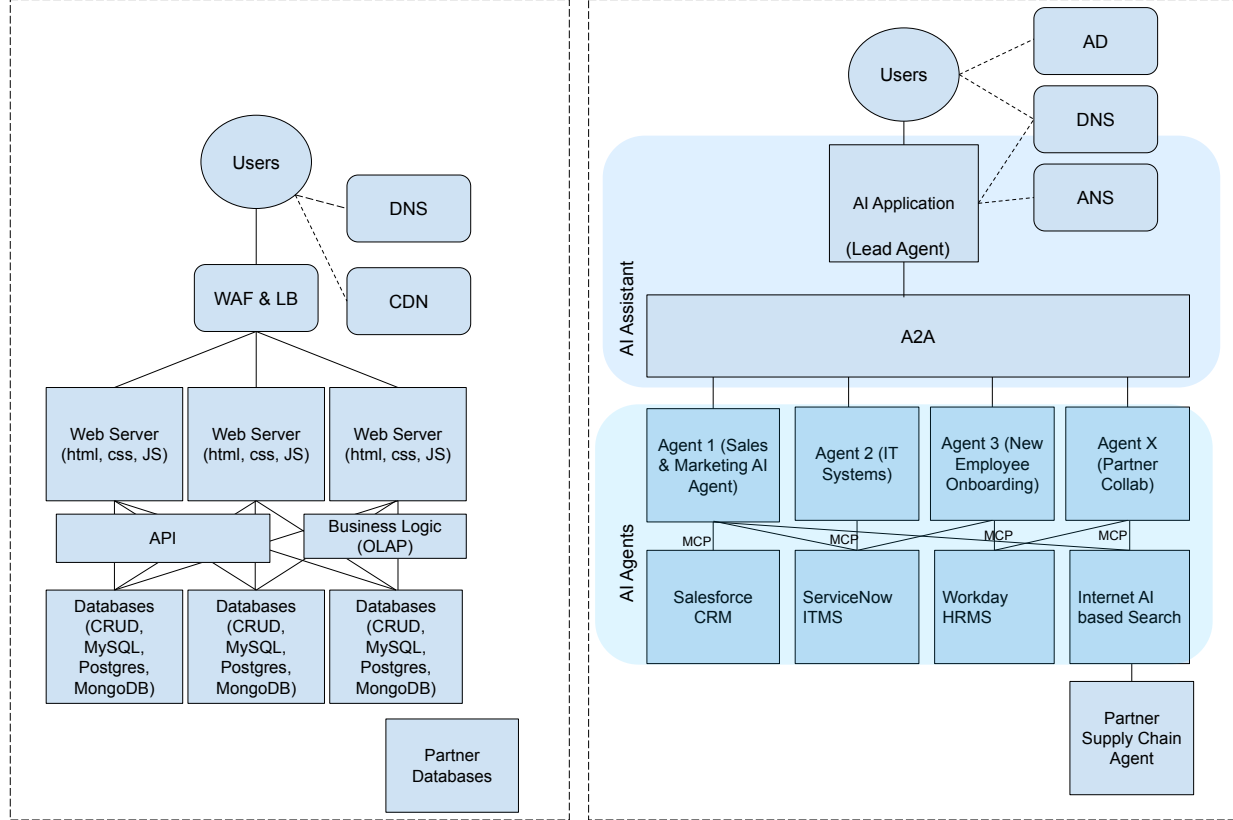 Users
DNS
WAF & LB
CDN
Web Server
(html, css, JS)
Web Server
(html, css, JS)
Web Server
(html, css, JS)
API
Business Logic
(OLAP)
Databases
(CRUD,
MySQL,
Postgres,
MongoDB)
Databases
(CRUD,
MySQL,
Postgres,
MongoDB)
Databases
(CRUD,
MySQL,
Postgres,
MongoDB)
Partner
Databases
Users
AD
DNS
ANS
AI Application
(Lead Agent)
AI Assistant
A2A
AI Agents
Agent 1 (Sales
& Marketing AI
Agent)
Agent 2 (IT
Systems)
Agent 3 (New
Employee
Onboarding)
Agent X
(Partner
Collab)
MCP
MCP
MCP
MCP
Salesforce
CRM
ServiceNow
ITMS
Workday
HRMS
Internet AI
based Search
Partner
Supply Chain
Agent